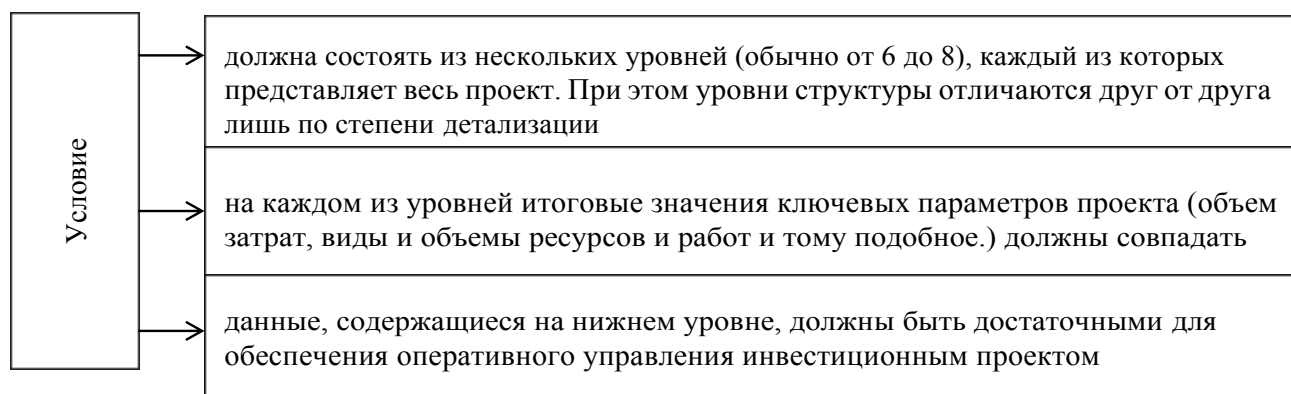 Условие
должна состоять из нескольких уровней (обычно от 6 до 8), каждый из которых
представляет весь проект. При этом уровни структуры отличаются друг от друга
лишь по степени детализации
на каждом из уровней итоговые значения ключевых параметров проекта (объем
затрат, виды и объемы ресурсов и работ и тому подобное.) должны совпадать
данные, содержащиеся на нижнем уровне, должны быть достаточными для
обеспечения оперативного управления инвестиционным проектом